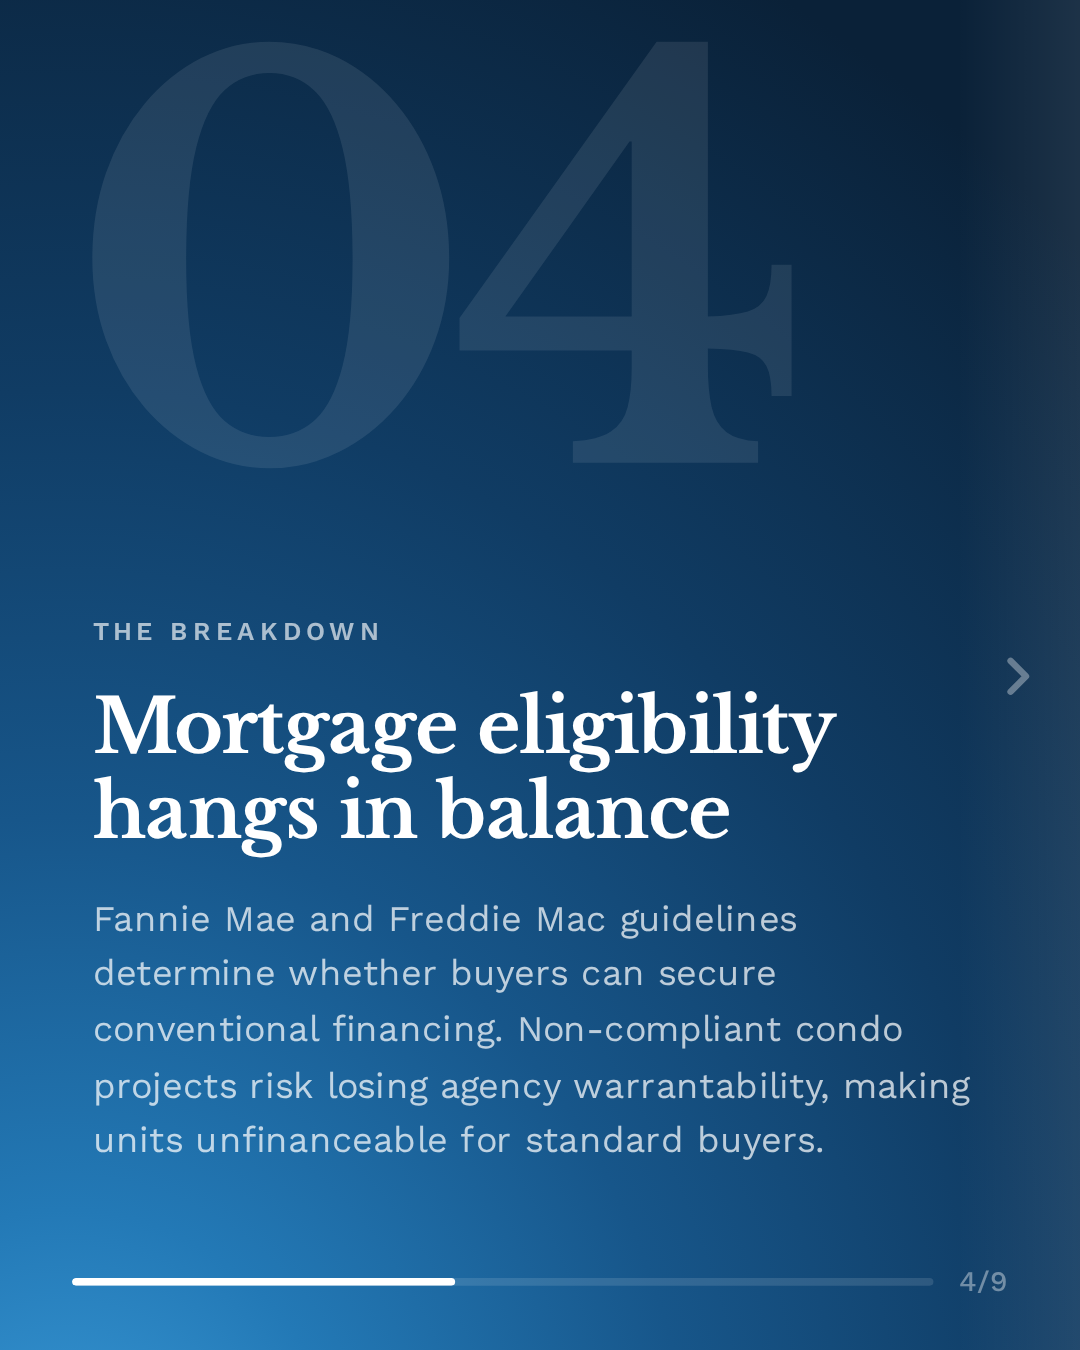 04
THE BREAKDOWN
Mortgage eligibility
hangs in balance
Fannie Mae and Freddie Mac guidelines
determine whether buyers can secure
conventional financing. Non-compliant condo
projects risk losing agency warrantability, making
units unfinanceable for standard buyers.
4/9